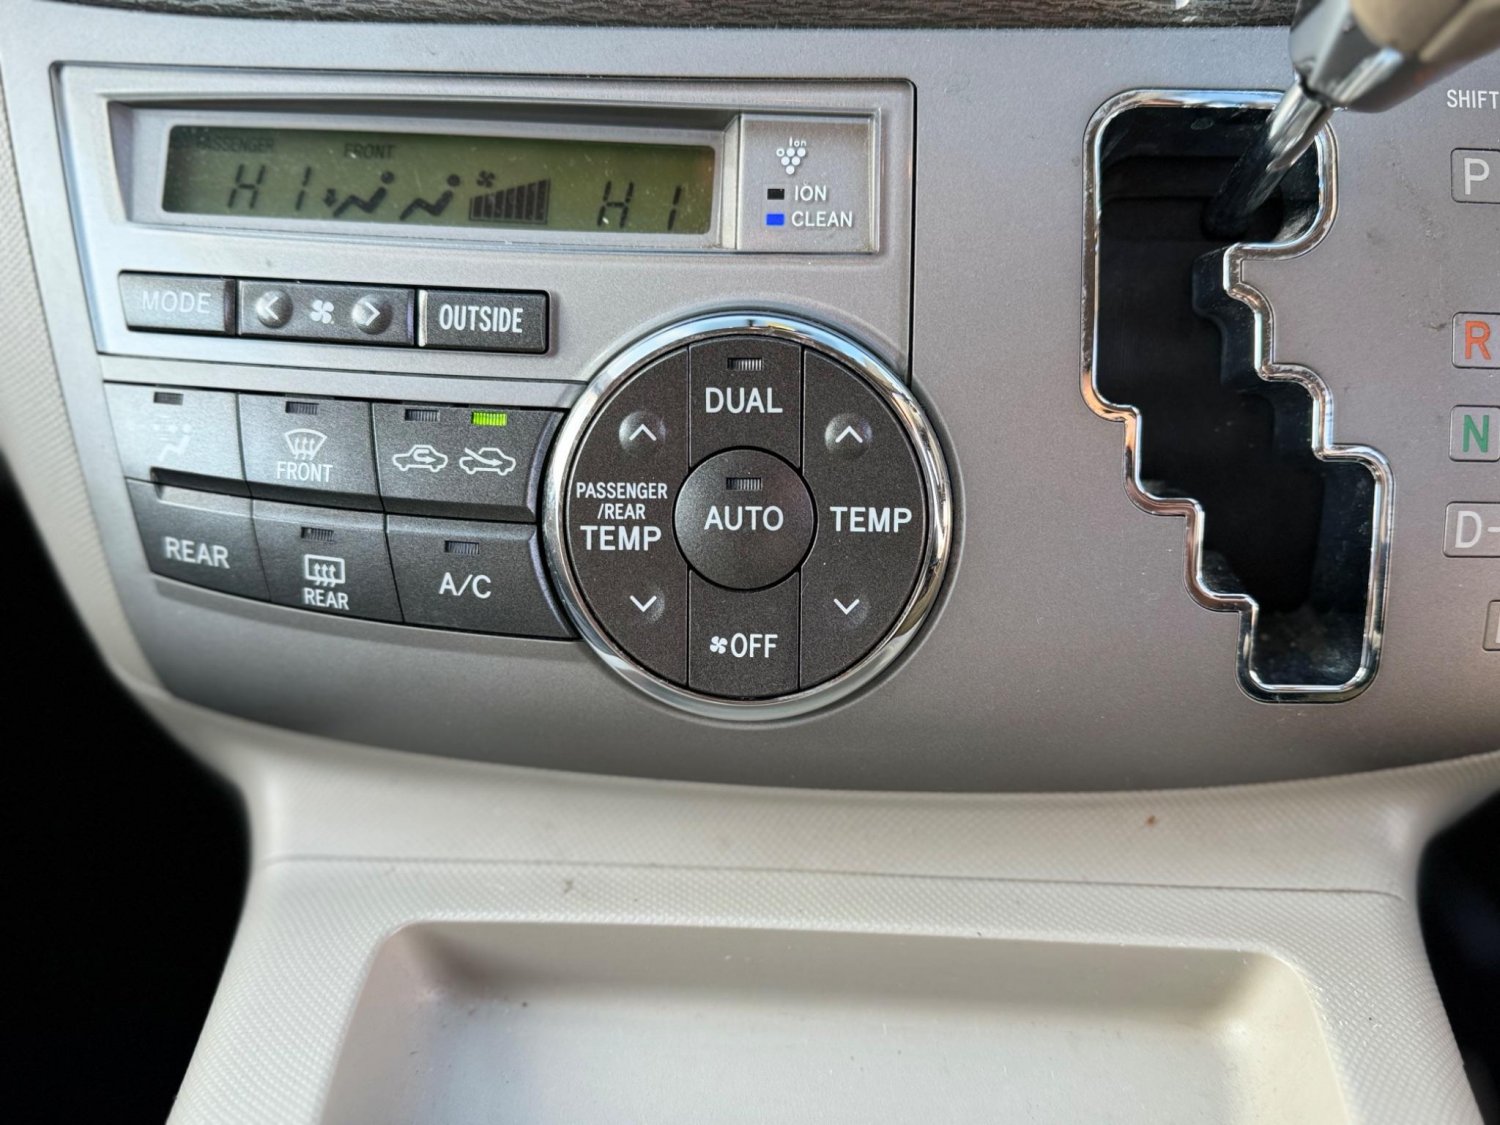 PASSENGER FRONT
HI HI
Ion
ION
CLEAN
MODE
OUTSIDE
SHIFT
P
R
N
D-
FRONT
REAR
REAR
A/C
DUAL
PASSENGER
/REAR
TEMP
AUTO
TEMP
OFF